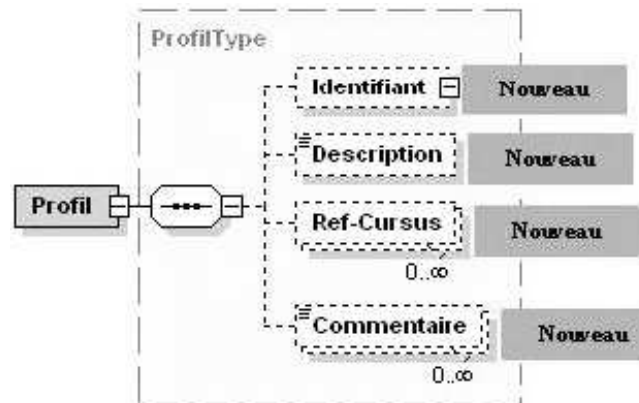 ProfilType
Identifiant
Nouveau
Description
Nouveau
Profil
Ref-Cursus
Nouveau
0..∞
Commentaire
Nouveau
0..∞